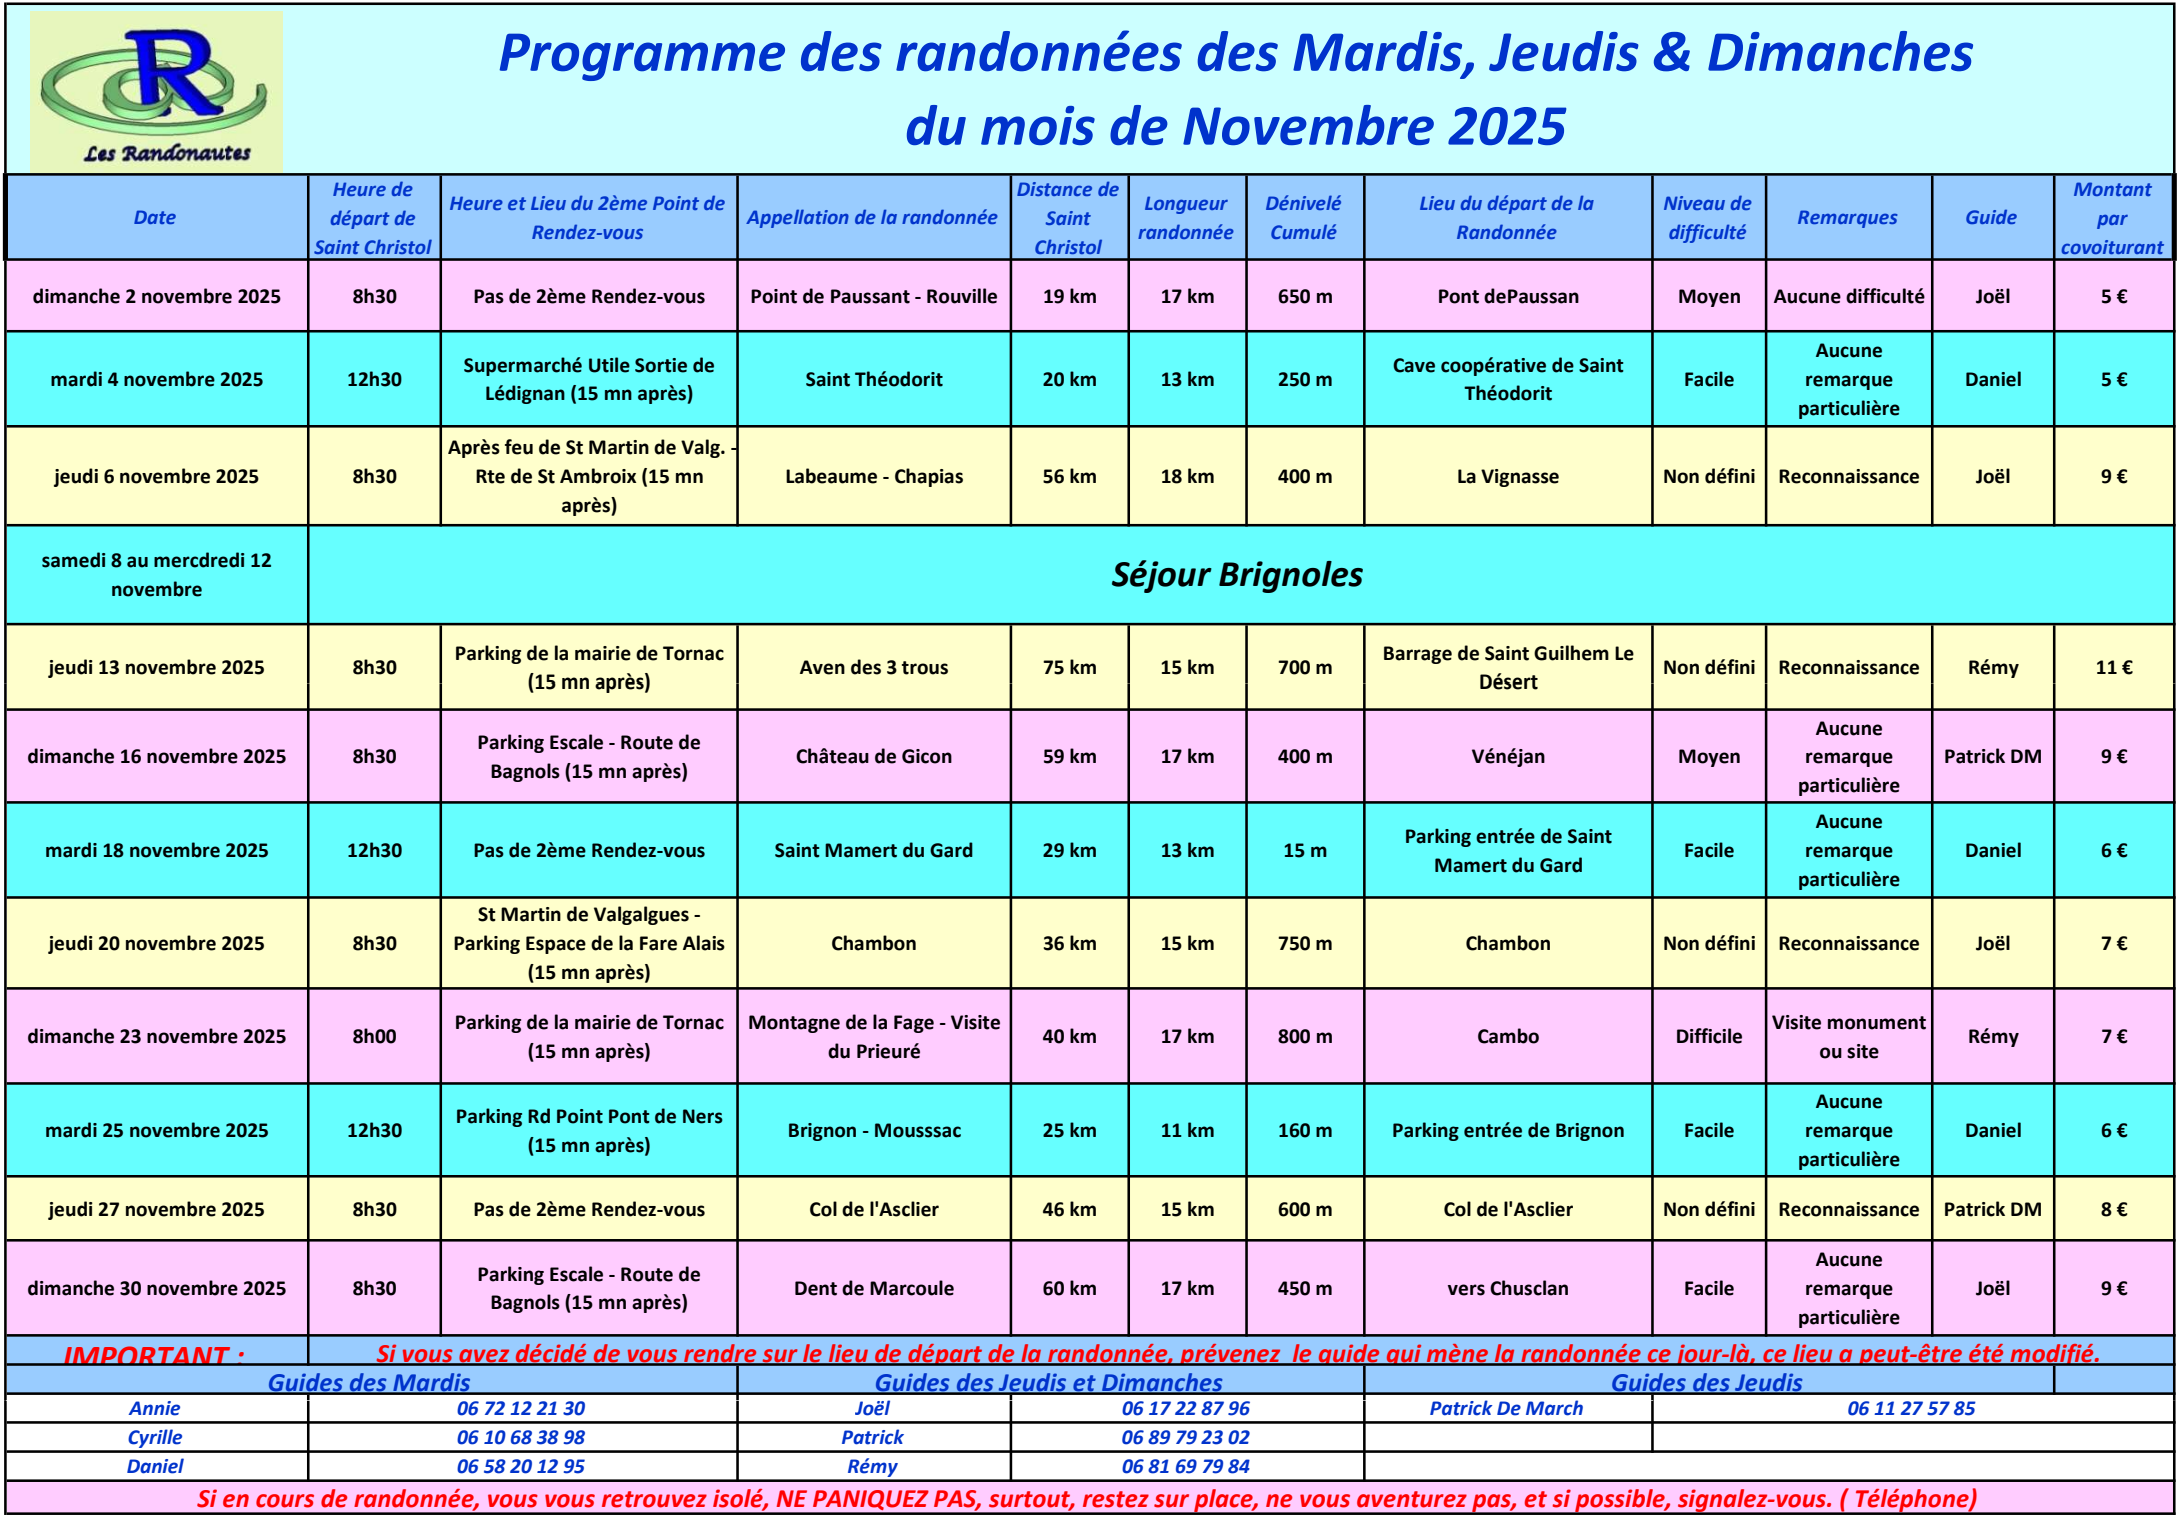 Les Randonautes
Programme des randonnées des Mardis, Jeudis & Dimanches
du mois de Novembre 2025
Date
Heure de
départ de
Saint Christol
Heure et Lieu du 2ème Point de
Rendez-vous
Appellation de la randonnée
Distance de
Saint
Christol
Longueur
randonnée
Dénivelé
Cumulé
Lieu du départ de la
Randonnée
Niveau de
difficulté
Remarques
Guide
Montant
par
covoiturant
dimanche 2 novembre 2025
8h30
Pas de 2ème Rendez-vous
Point de Paussant - Rouville
19 km
17 km
650 m
Pont dePaussan
Moyen
Aucune difficulté
Joël
5 €
mardi 4 novembre 2025
12h30
Supermarché Utile Sortie de
Lédignan (15 mn après)
Saint Théodorit
20 km
13 km
250 m
Cave coopérative de Saint
Théodorit
Facile
Aucune
remarque
particulière
Daniel
5 €
jeudi 6 novembre 2025
8h30
Après feu de St Martin de Valg. -
Rte de St Ambroix (15 mn
après)
Labeaume - Chapias
56 km
18 km
400 m
La Vignasse
Non défini
Reconnaissance
Joël
9 €
samedi 8 au mercdredi 12
novembre
Séjour Brignoles
jeudi 13 novembre 2025
8h30
Parking de la mairie de Tornac
(15 mn après)
Aven des 3 trous
75 km
15 km
700 m
Barrage de Saint Guilhem Le
Désert
Non défini
Reconnaissance
Rémy
11 €
dimanche 16 novembre 2025
8h30
Parking Escale - Route de
Bagnols (15 mn après)
Château de Gicon
59 km
17 km
400 m
Vénéjan
Moyen
Aucune
remarque
particulière
Patrick DM
9 €
mardi 18 novembre 2025
12h30
Pas de 2ème Rendez-vous
Saint Mamert du Gard
29 km
13 km
15 m
Parking entrée de Saint
Mamert du Gard
Facile
Aucune
remarque
particulière
Daniel
6 €
jeudi 20 novembre 2025
8h30
St Martin de Valgalgues -
Parking Espace de la Fare Alais
(15 mn après)
Chambon
36 km
15 km
750 m
Chambon
Non défini
Reconnaissance
Joël
7 €
dimanche 23 novembre 2025
8h00
Parking de la mairie de Tornac
(15 mn après)
Montagne de la Fage - Visite
du Prieuré
40 km
17 km
800 m
Cambo
Difficile
Visite monument
ou site
Rémy
7 €
mardi 25 novembre 2025
12h30
Parking Rd Point Pont de Ners
(15 mn après)
Brignon - Mousssac
25 km
11 km
160 m
Parking entrée de Brignon
Facile
Aucune
remarque
particulière
Daniel
6 €
jeudi 27 novembre 2025
8h30
Pas de 2ème Rendez-vous
Col de l'Asclier
46 km
15 km
600 m
Col de l'Asclier
Non défini
Reconnaissance
Patrick DM
8 €
dimanche 30 novembre 2025
8h30
Parking Escale - Route de
Bagnols (15 mn après)
Dent de Marcoule
60 km
17 km
450 m
vers Chusclan
Facile
Aucune
remarque
particulière
Joël
9 €
IMPORTANT :
Si vous avez décidé de vous rendre sur le lieu de départ de la randonnée, prévenez le guide qui mène la randonnée ce jour-là, ce lieu a peut-être été modifié.
Guides des Mardis
Guides des Jeudis et Dimanches
Guides des Jeudis
Annie
06 72 12 21 30
Joël
06 17 22 87 96
Patrick De March
06 11 27 57 85
Cyrille
06 10 68 38 98
Patrick
06 89 79 23 02
Daniel
06 58 20 12 95
Rémy
06 81 69 79 84
Si en cours de randonnée, vous vous retrouvez isolé, NE PANIQUEZ PAS, surtout, restez sur place, ne vous aventurez pas, et si possible, signalez-vous. ( Téléphone)